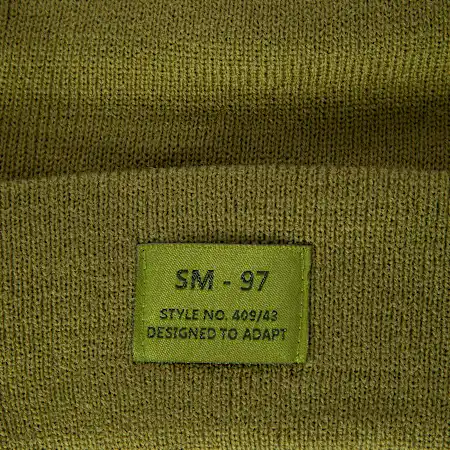 SM - 97
STYLE NO. 409/43
DESIGNED TO ADAPT